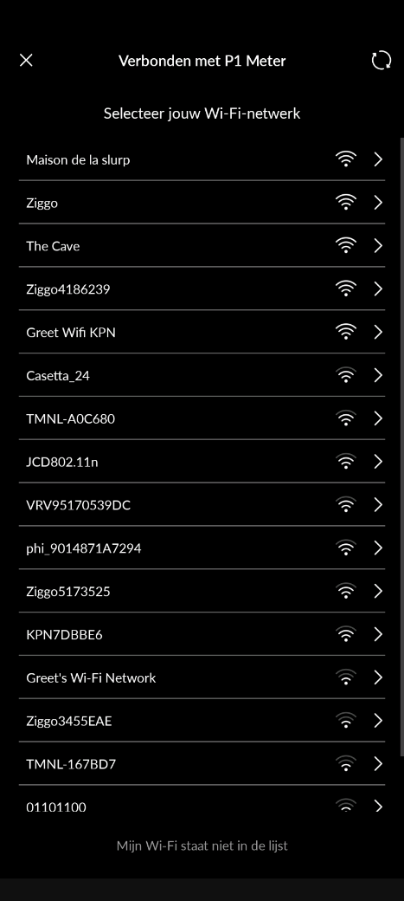 Verbonden met P1 Meter
Selecteer jouw Wi-Fi-netwerk
Maison de la slurp
Ziggo
The Cave
Ziggo4186239
Greet Wifi KPN
Casetta_24
TMNL-A0C680
JCD802.11n
VRV95170539DC
phi_9014871A7294
Ziggo5173525
KPN7DBBE6
Greet's Wi-Fi Network
Ziggo3455EAE
TMNL-167BD7
01101100
Mijn Wi-Fi staat niet in de lijst